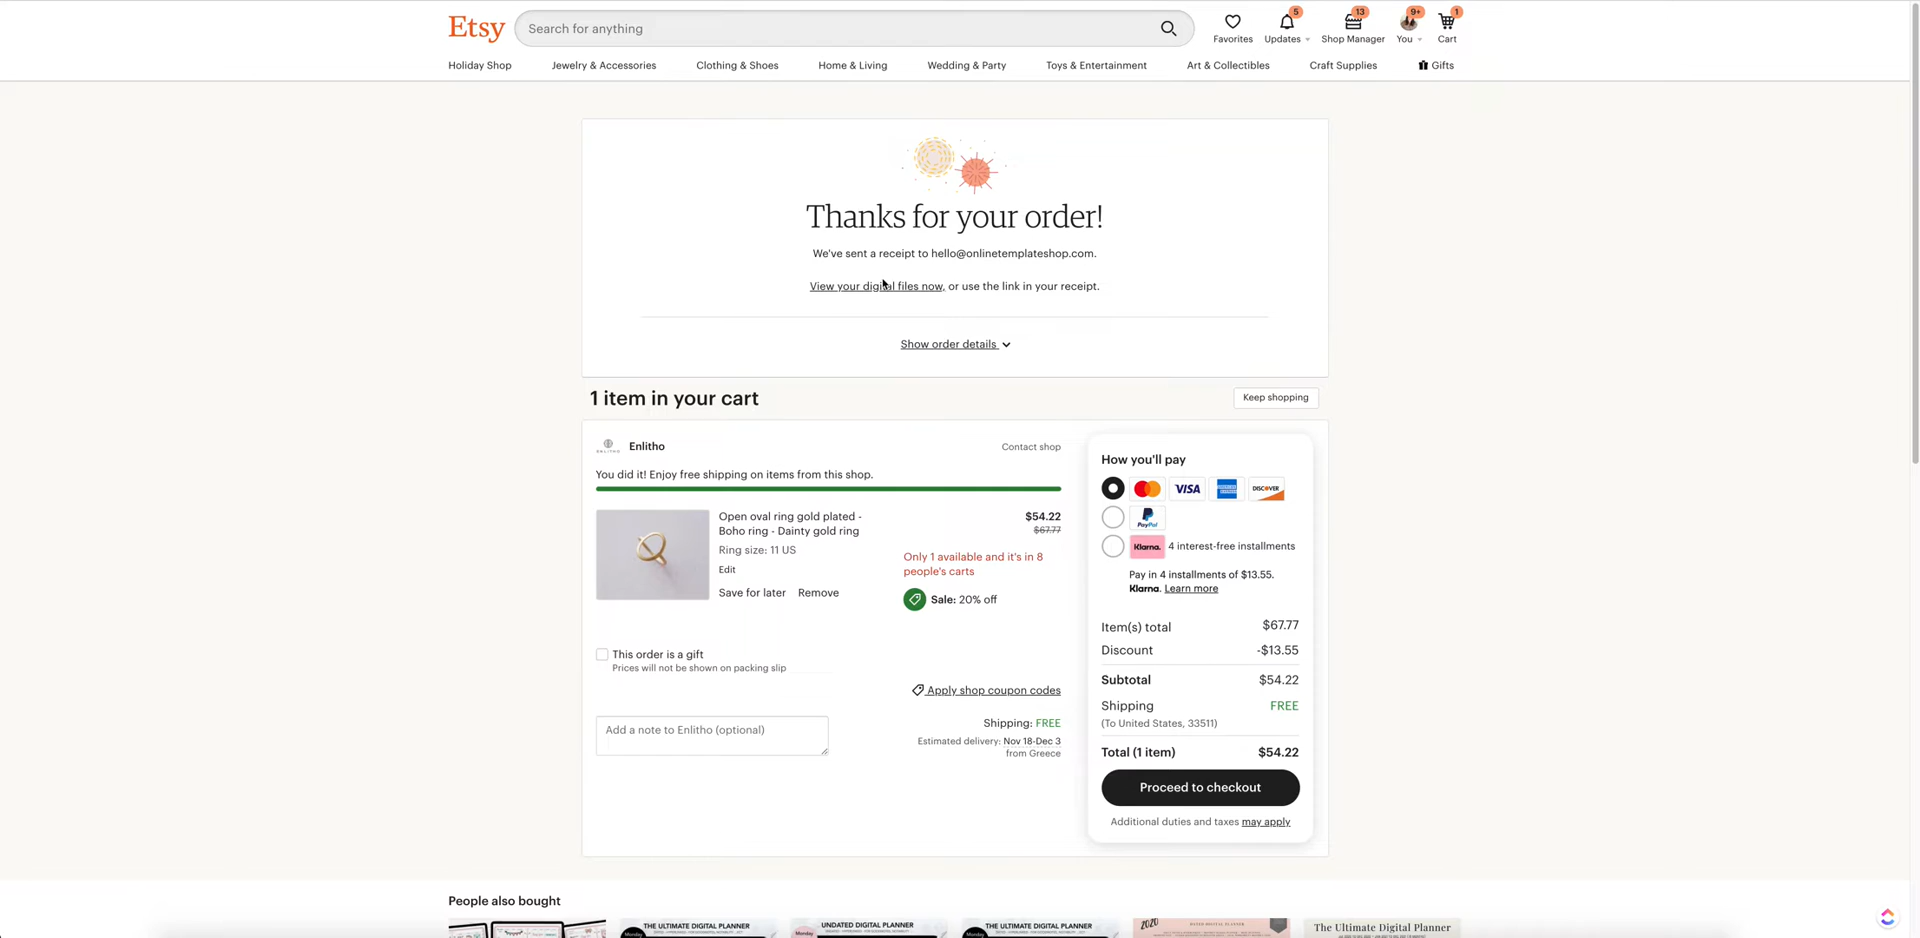 Etsy
Search for anything
Favorites
5
Updates
13
Shop Manager
9+
You
1
Cart
Holiday Shop
Jewelry & Accessories
Clothing & Shoes
Home & Living
Wedding & Party
Toys & Entertainment
Art & Collectibles
Craft Supplies
Gifts
Thanks for your order!
We've sent a receipt to hello@onlinetemplateshop.com.
View your digital files now, or use the link in your receipt.
Show order details
1 item in your cart
Keep shopping
Enlitho
Contact shop
You did it! Enjoy free shipping on items from this shop.
Open oval ring gold plated -
Boho ring - Dainty gold ring
Ring size: 11 US
Edit
Save for later Remove
$54.22
$67.77
Only 1 available and it's in 8
people's carts
Sale: 20% off
This order is a gift
Prices will not be shown on packing slip
Apply shop coupon codes
Add a note to Enlitho (optional)
Shipping: FREE
Estimated delivery: Nov 18-Dec 3
from Greece
How you'll pay
VISA
DISCOVER
PayPal
Klarna. 4 interest-free installments
Pay in 4 installments of $13.55.
Klarna. Learn more
Item(s) total $67.77
Discount -$13.55
Subtotal $54.22
Shipping FREE
(To United States, 33511)
Total (1 item) $54.22
Proceed to checkout
Additional duties and taxes may apply
People also bought
THE ULTIMATE DIGITAL PLANNER
Monday
UNDATED DIGITAL PLANNER
Monday
THE ULTIMATE DIGITAL PLANNER
Monday
2020
The Ultimate Digital Planner